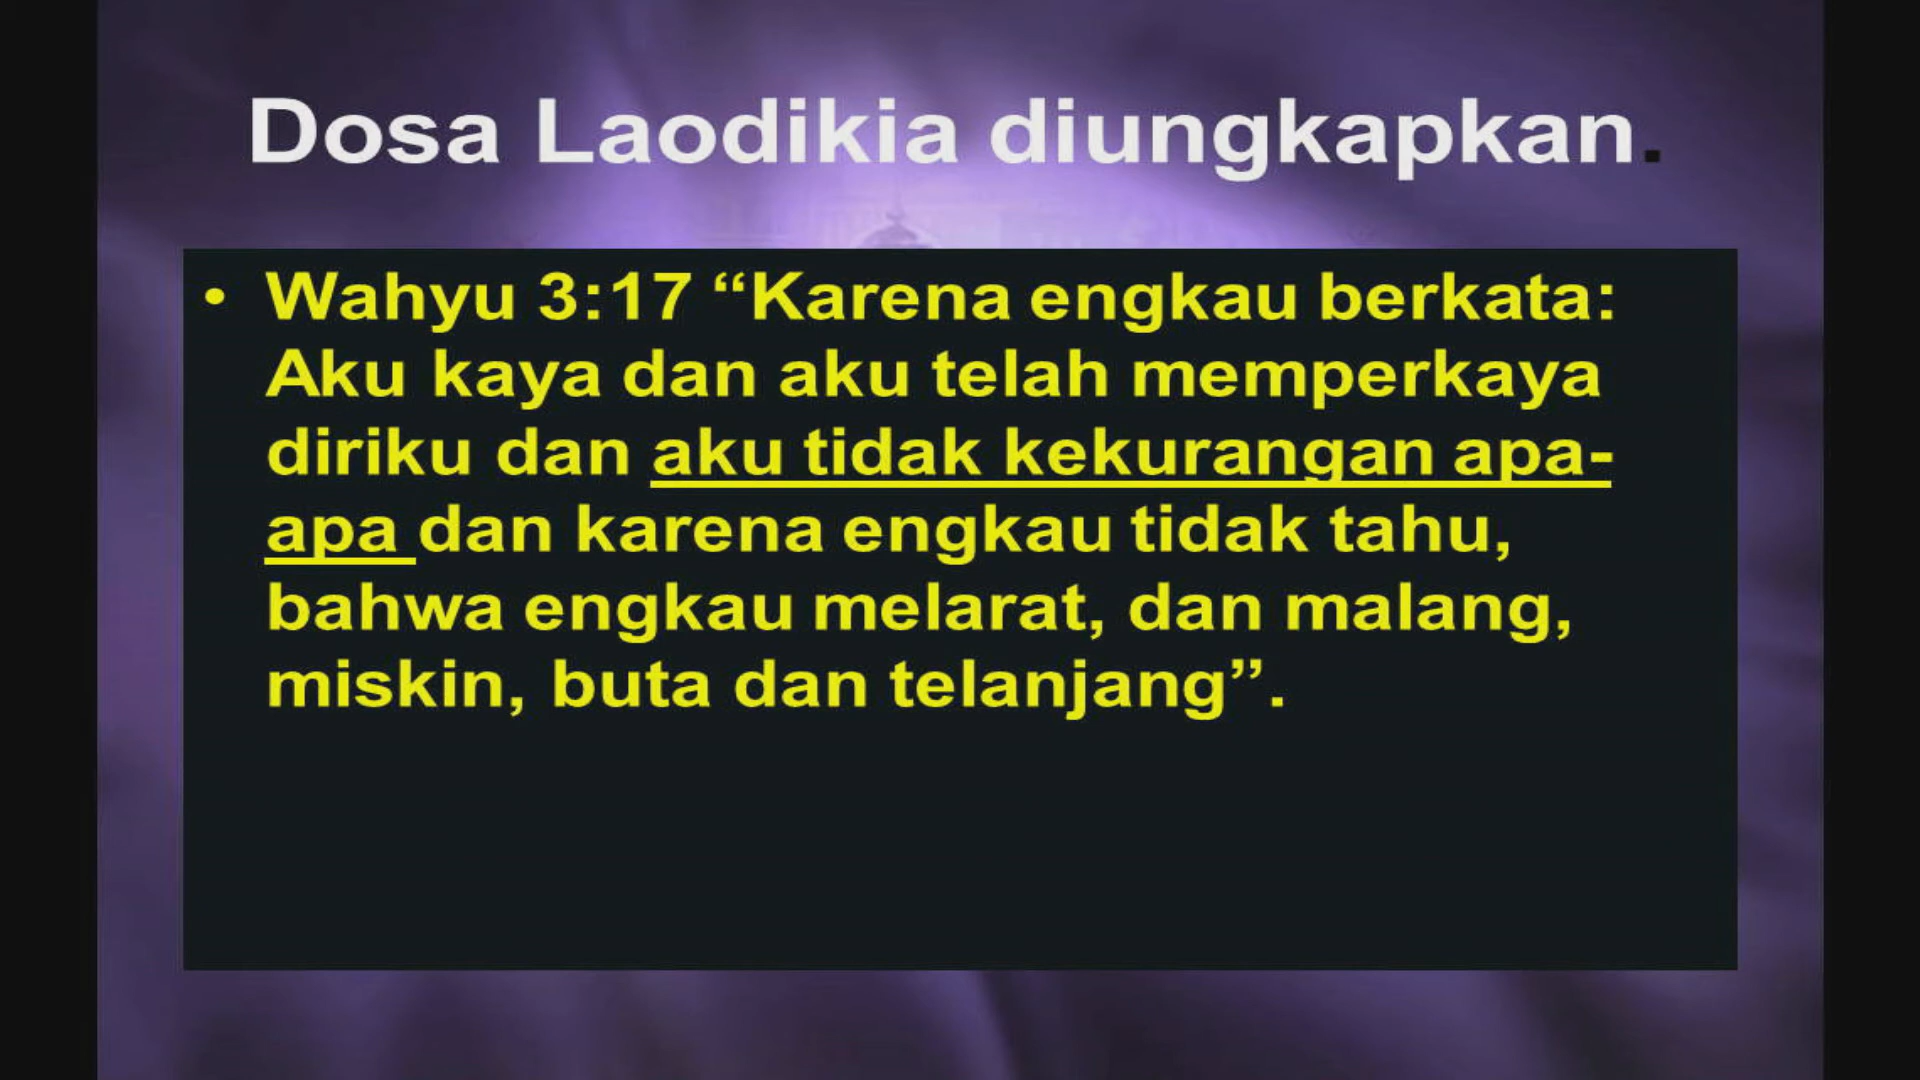 Dosa Laodikia diungkapkan.
• Wahyu 3:17 “Karena engkau berkata:
Aku kaya dan aku telah memperkaya
diriku dan aku tidak kekurangan apa-
apa dan karena engkau tidak tahu,
bahwa engkau melarat, dan malang,
miskin, buta dan telanjang”.